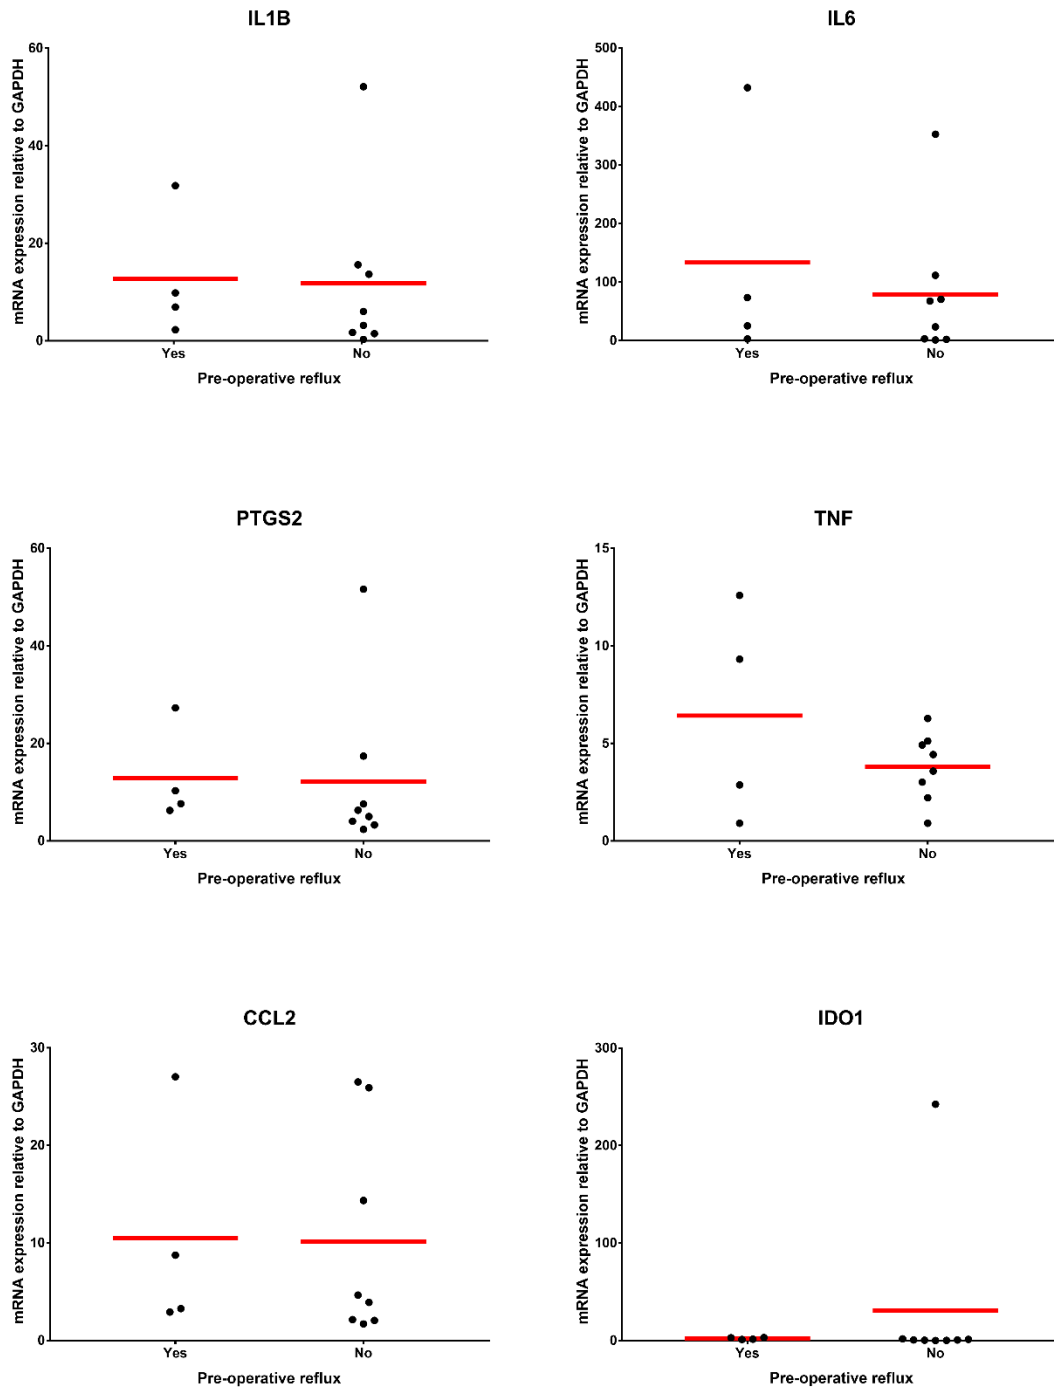 IL1B
mRNA expression relative to GAPDH
60
40
20
0
Yes
No
Pre-operative reflux
IL6
mRNA expression relative to GAPDH
500
400
300
200
100
0
Yes
No
Pre-operative reflux
PTGS2
mRNA expression relative to GAPDH
60
40
20
0
Yes
No
Pre-operative reflux
TNF
mRNA expression relative to GAPDH
15
10
5
0
Yes
No
Pre-operative reflux
CCL2
mRNA expression relative to GAPDH
30
20
10
0
Yes
No
Pre-operative reflux
IDO1
mRNA expression relative to GAPDH
300
200
100
0
Yes
No
Pre-operative reflux